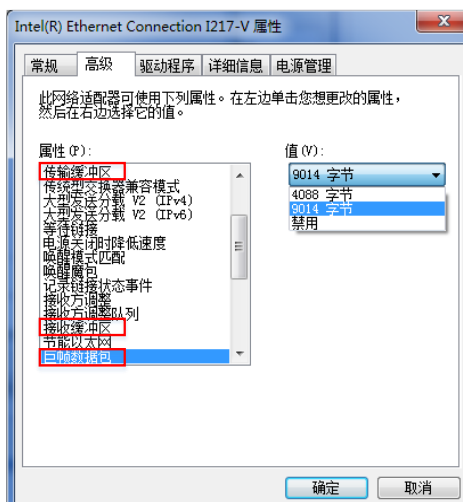 Intel(R) Ethernet Connection I217-V 属性
常规 高级 驱动程序 详细信息 电源管理
此网络适配器可使用下列属性。在左边单击您想更改的属性，
然后在右边选择它的值。
属性(P): 值(V):
传输缓冲区
传统型交换器兼容模式
大型发送分载 V2 (IPv4)
大型发送分载 V2 (IPv6)
等待链接
电源关闭时降低速度
唤醒模式匹配
唤醒魔包
记录链接状态事件
接收方调整
接收方调整队列
接收缓冲区
节能以太网
巨帧数据包
9014 字节
4088 字节
9014 字节
禁用
确定 取消